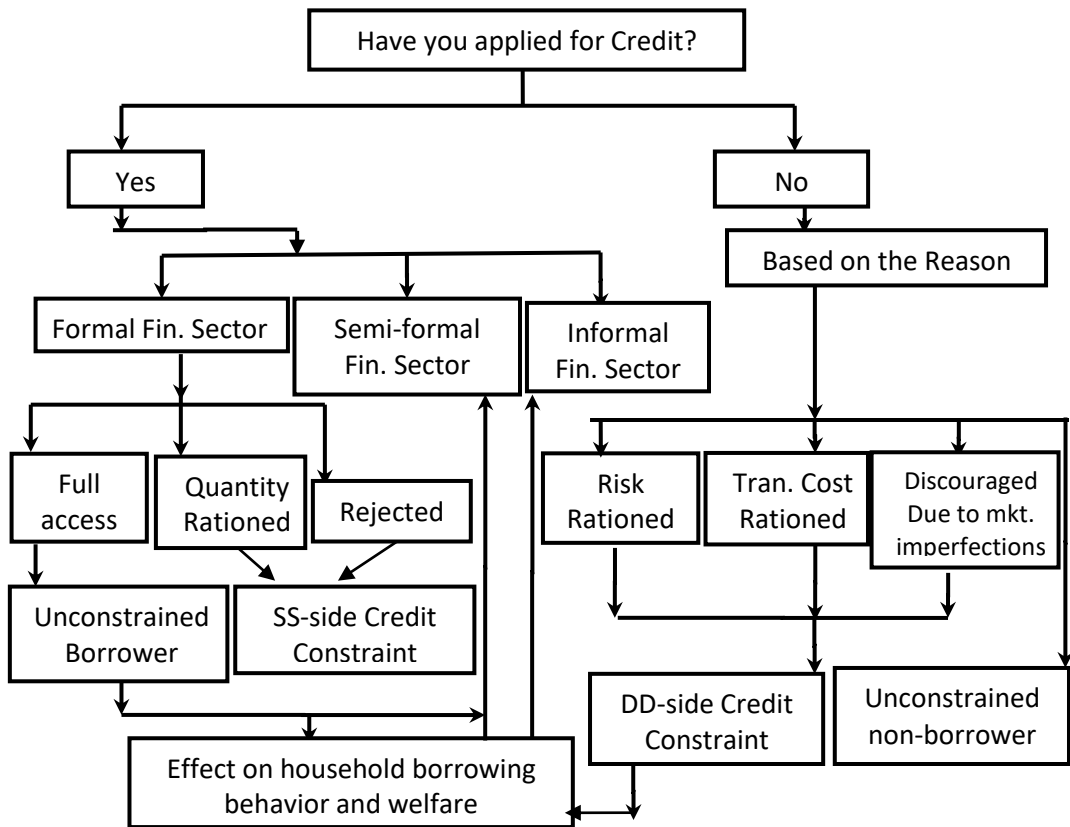 Have you applied for Credit?
Yes
No
Based on the Reason
Formal Fin. Sector
Semi-formal
Fin. Sector
Informal
Fin. Sector
Full
access
Quantity
Rationed
Rejected
Risk
Rationed
Tran. Cost
Rationed
Discouraged
Due to mkt.
imperfections
Unconstrained
Borrower
SS-side Credit
Constraint
DD-side Credit
Constraint
Unconstrained
non-borrower
Effect on household borrowing
behavior and welfare